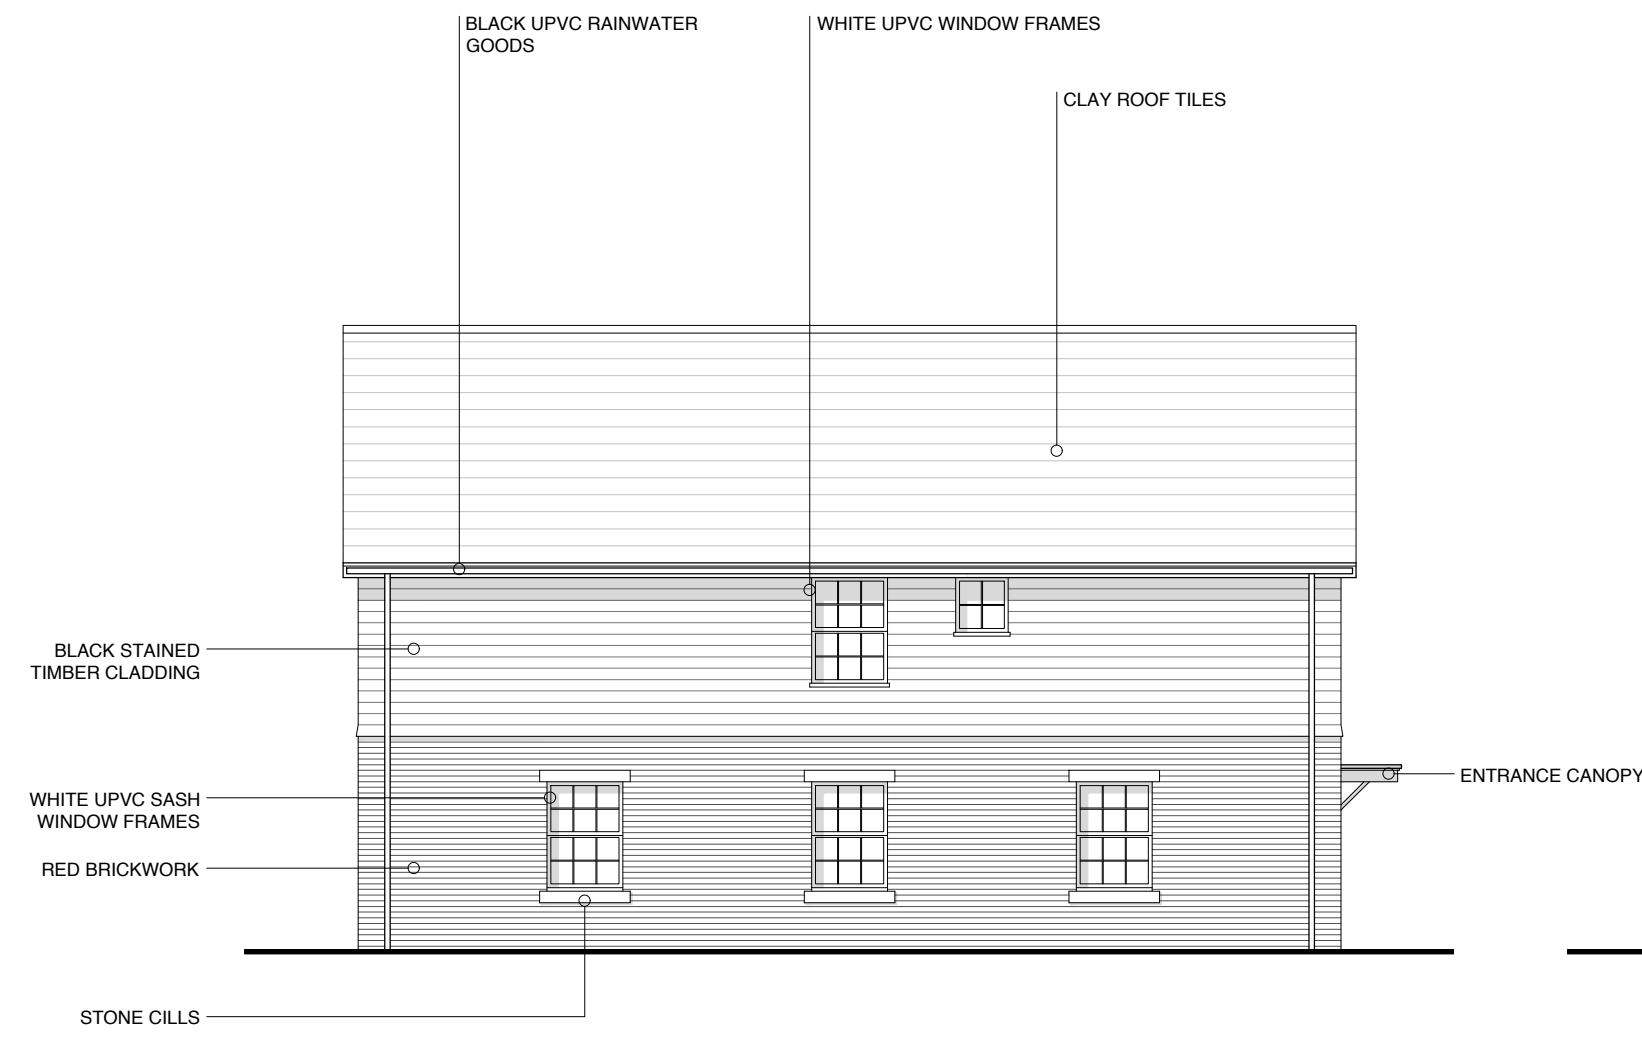 BLACK UPVC RAINWATER
GOODS
WHITE UPVC WINDOW FRAMES
CLAY ROOF TILES
BLACK STAINED
TIMBER CLADDING
WHITE UPVC SASH
WINDOW FRAMES
ENTRANCE CANOPY
RED BRICKWORK
STONE CILLS